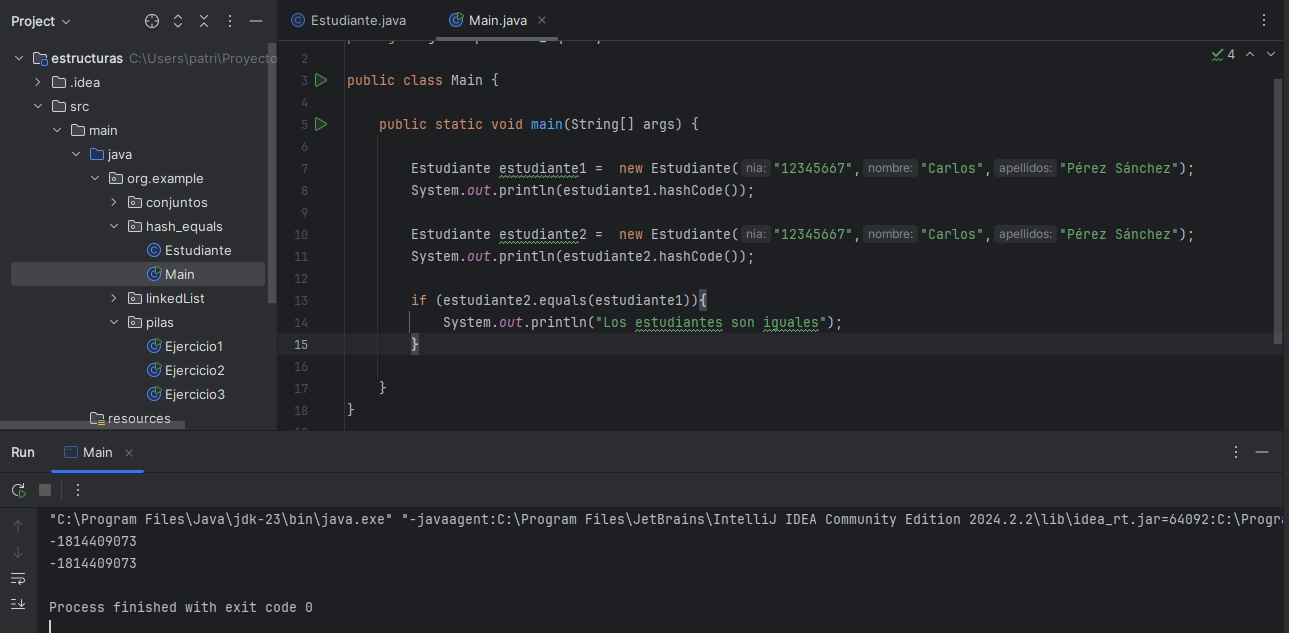 Project
Estudiante.java
Main.java
estructuras C:\Users\patri\Proyecto
.idea
src
main
java
org.example
conjuntos
hash_equals
Estudiante
Main
linkedList
pilas
Ejercicio1
Ejercicio2
Ejercicio3
resources
4
2
3 public class Main {
4
5 public static void main(String[] args) {
6
7 Estudiante estudiante1 =  new Estudiante( nia: "12345667", nombre: "Carlos", apellidos: "Pérez Sánchez");
8 System.out.println(estudiante1.hashCode());
9
10 Estudiante estudiante2 =  new Estudiante( nia: "12345667", nombre: "Carlos", apellidos: "Pérez Sánchez");
11 System.out.println(estudiante2.hashCode());
12
13 if (estudiante2.equals(estudiante1)){
14 System.out.println("Los estudiantes son iguales");
15 }
16
17 }
18 }
Run
Main
"C:\Program Files\Java\jdk-23\bin\java.exe" "-javaagent:C:\Program Files\JetBrains\IntelliJ IDEA Community Edition 2024.2.2\lib\idea_rt.jar=64092:C:\Progra
-1814409073
-1814409073
Process finished with exit code 0